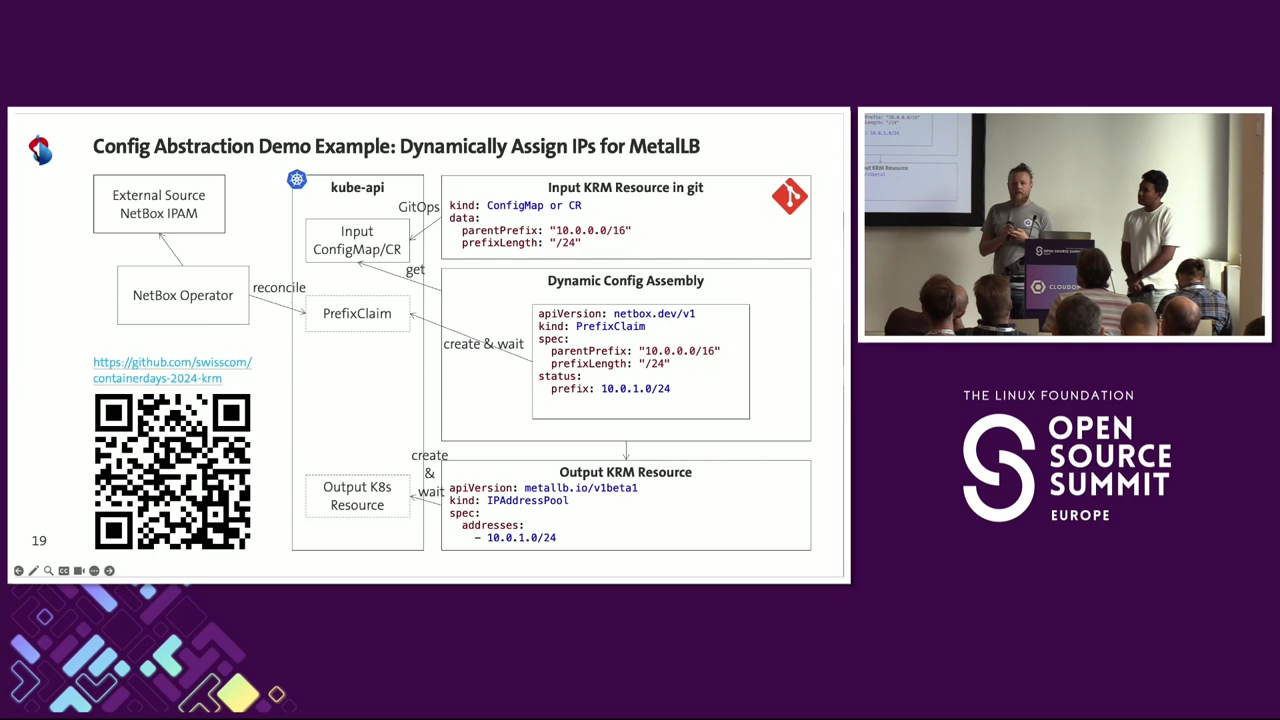 Config Abstraction Demo Example: Dynamically Assign IPs for MetalLB
External Source
NetBox IPAM
NetBox Operator
reconcile
https://github.com/swisscom/
containerdays-2024-krm
19
kube-api
GitOps
Input
ConfigMap/CR
get
PrefixClaim
create & wait
create
&
wait
Output K8s
Resource
Input KRM Resource in git
kind: ConfigMap or CR
data:
parentPrefix: "10.0.0.0/16"
prefixLength: "/24"
Dynamic Config Assembly
apiVersion: netbox.dev/v1
kind: PrefixClaim
spec:
parentPrefix: "10.0.0.0/16"
prefixLength: "/24"
status:
prefix: 10.0.1.0/24
Output KRM Resource
apiVersion: metallb.io/v1beta1
kind: IPAddressPool
spec:
addresses:
- 10.0.1.0/24
THE LINUX FOUNDATION
OPEN
SOURCE
SUMMIT
EUROPE